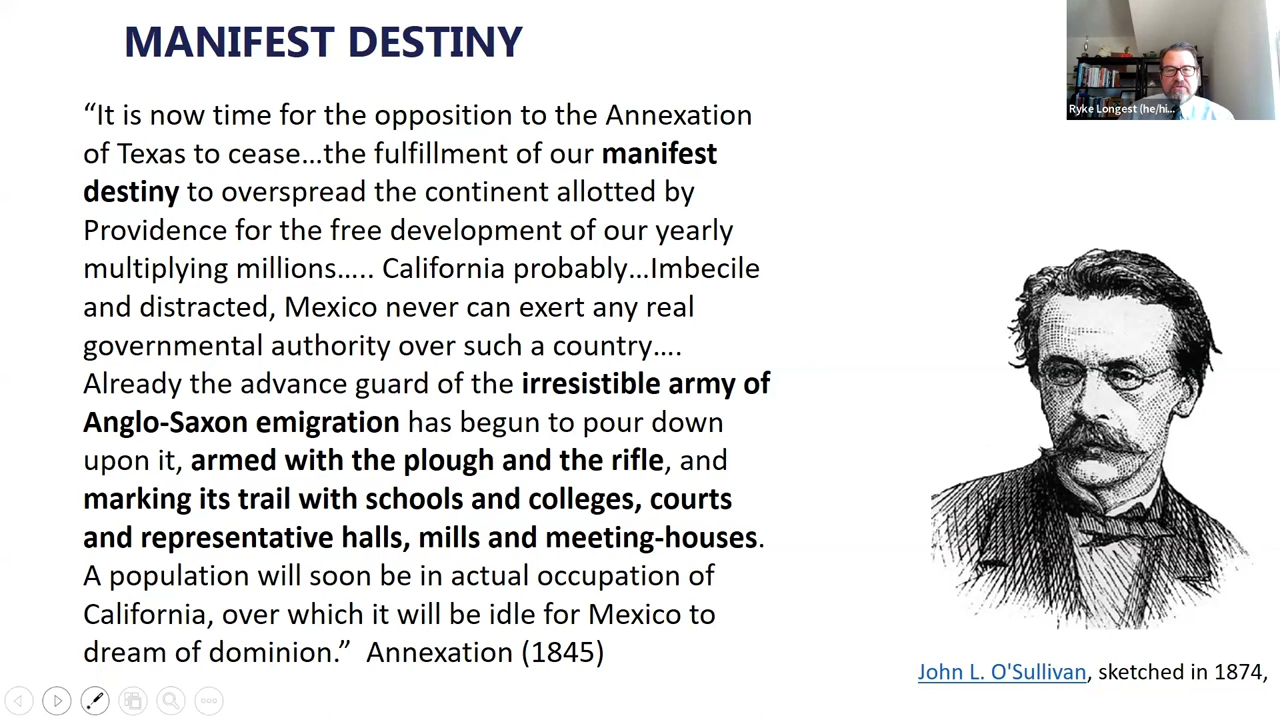 MANIFEST DESTINY
Ryke Longest (he/hi...
“It is now time for the opposition to the Annexation
of Texas to cease…the fulfillment of our manifest
destiny to overspread the continent allotted by
Providence for the free development of our yearly
multiplying millions….. California probably…Imbecile
and distracted, Mexico never can exert any real
governmental authority over such a country….
Already the advance guard of the irresistible army of
Anglo-Saxon emigration has begun to pour down
upon it, armed with the plough and the rifle, and
marking its trail with schools and colleges, courts
and representative halls, mills and meeting-houses.
A population will soon be in actual occupation of
California, over which it will be idle for Mexico to
dream of dominion.”  Annexation (1845)
John L. O'Sullivan, sketched in 1874,